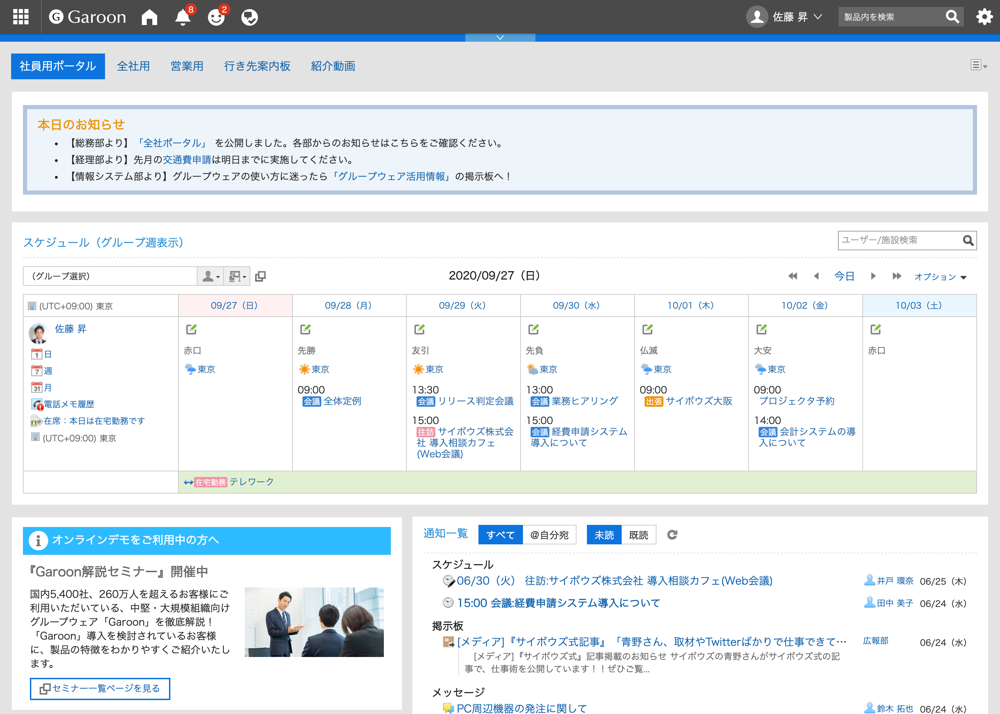 G Garoon 8 2 佐藤 昇 製品内を検索
社員用ポータル 全社用 営業用 行き先案内板 紹介動画
本日のお知らせ
• 【総務部より】「全社ポータル」 を公開しました。各部からのお知らせはこちらをご確認ください。
• 【経理部より】先月の交通費申請は明日までに実施してください。
• 【情報システム部より】グループウェアの使い方に迷ったら「グループウェア活用情報」の掲示板へ！
スケジュール（グループ週表示）
ユーザー/施設検索
（グループ選択）
2020/09/27（日）
今日 オプション
(UTC+09:00) 東京 09/27（日） 09/28（月） 09/29（火） 09/30（水） 10/01（木） 10/02（金） 10/03（土）
佐藤 昇
1 日
7 週
31 月
電話メモ履歴
在席：本日は在宅勤務です
(UTC+09:00) 東京
赤口
東京
先勝
東京
09:00
会議 全体定例
友引
東京
13:30
会議 リリース判定会議
15:00
往訪 サイボウズ株式会
社 導入相談カフェ
(Web会議)
先負
東京
13:00
会議 業務ヒアリング
15:00
会議 経費申請システム
導入について
仏滅
東京
09:00
出張 サイボウズ大阪
大安
東京
09:00
プロジェクタ予約
14:00
会議 会計システムの導
入について
赤口
在宅勤務 テレワーク
i オンラインデモをご利用中の方へ
『Garoon解説セミナー』開催中
国内5,400社、260万人を超えるお客様にご
利用いただいている、中堅・大規模組織向け
グループウェア「Garoon」を徹底解説！
「Garoon」導入を検討されているお客様
に、製品の特徴をわかりやすくご紹介いたし
ます。
セミナー一覧ページを見る
通知一覧 すべて @自分宛 未読 既読
スケジュール
06/30（火） 往訪:サイボウズ株式会社 導入相談カフェ(Web会議) 井戸 環奈 06/25（木）
15:00 会議:経費申請システム導入について 田中 美子 06/24（水）
掲示板
[メディア]『サイボウズ式記事』「青野さん、取材やTwitterばかりで仕事できて… 広報部 06/24（水）
[メディア]『サイボウズ式』記事掲載のお知らせ サイボウズの青野さんがサイボウズ式の記
事で、仕事術を公開しています！！ぜひご覧...
メッセージ
PC周辺機器の発注に関して 鈴木 拓也 06/24（水）